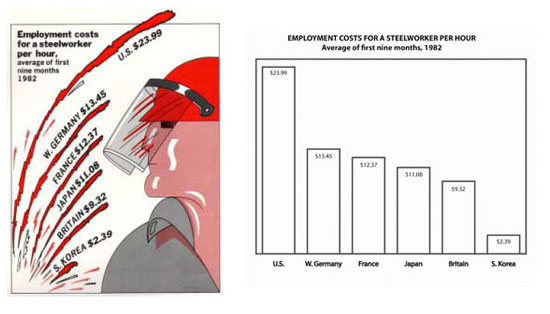 Employment costs
for a steelworker
per hour,
average of first
nine months
1982
U.S. $23.99
W. GERMANY $13.45
FRANCE $12.37
JAPAN $11.08
BRITAIN $9.32
S. KOREA $2.39
EMPLOYMENT COSTS FOR A STEELWORKER PER HOUR
Average of first nine months, 1982
$23.99
$13.45
$12.37
$11.08
$9.32
$2.39
U.S. W. Germany France Japan Britain S. Korea